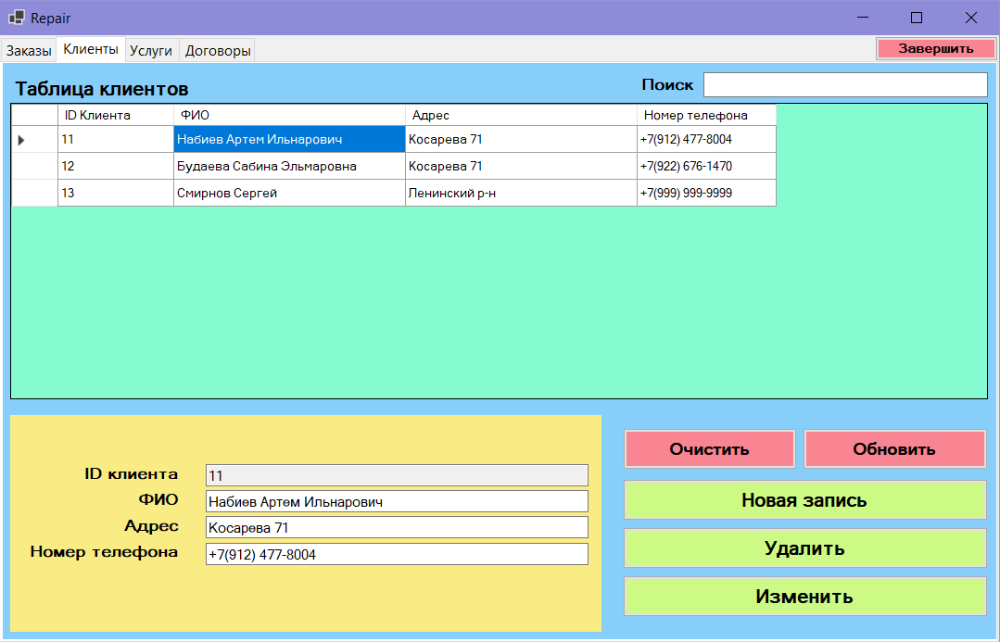 Repair
Заказы Клиенты Услуги Договоры Завершить
Таблица клиентов Поиск
ID Клиента ФИО Адрес Номер телефона
11 Набиев Артем Ильнарович Косарева 71 +7(912) 477-8004
12 Будаева Сабина Эльмаровна Косарева 71 +7(922) 676-1470
13 Смирнов Сергей Ленинский р-н +7(999) 999-9999
ID клиента 11
ФИО Набиев Артем Ильнарович
Адрес Косарева 71
Номер телефона +7(912) 477-8004
Очистить Обновить
Новая запись
Удалить
Изменить